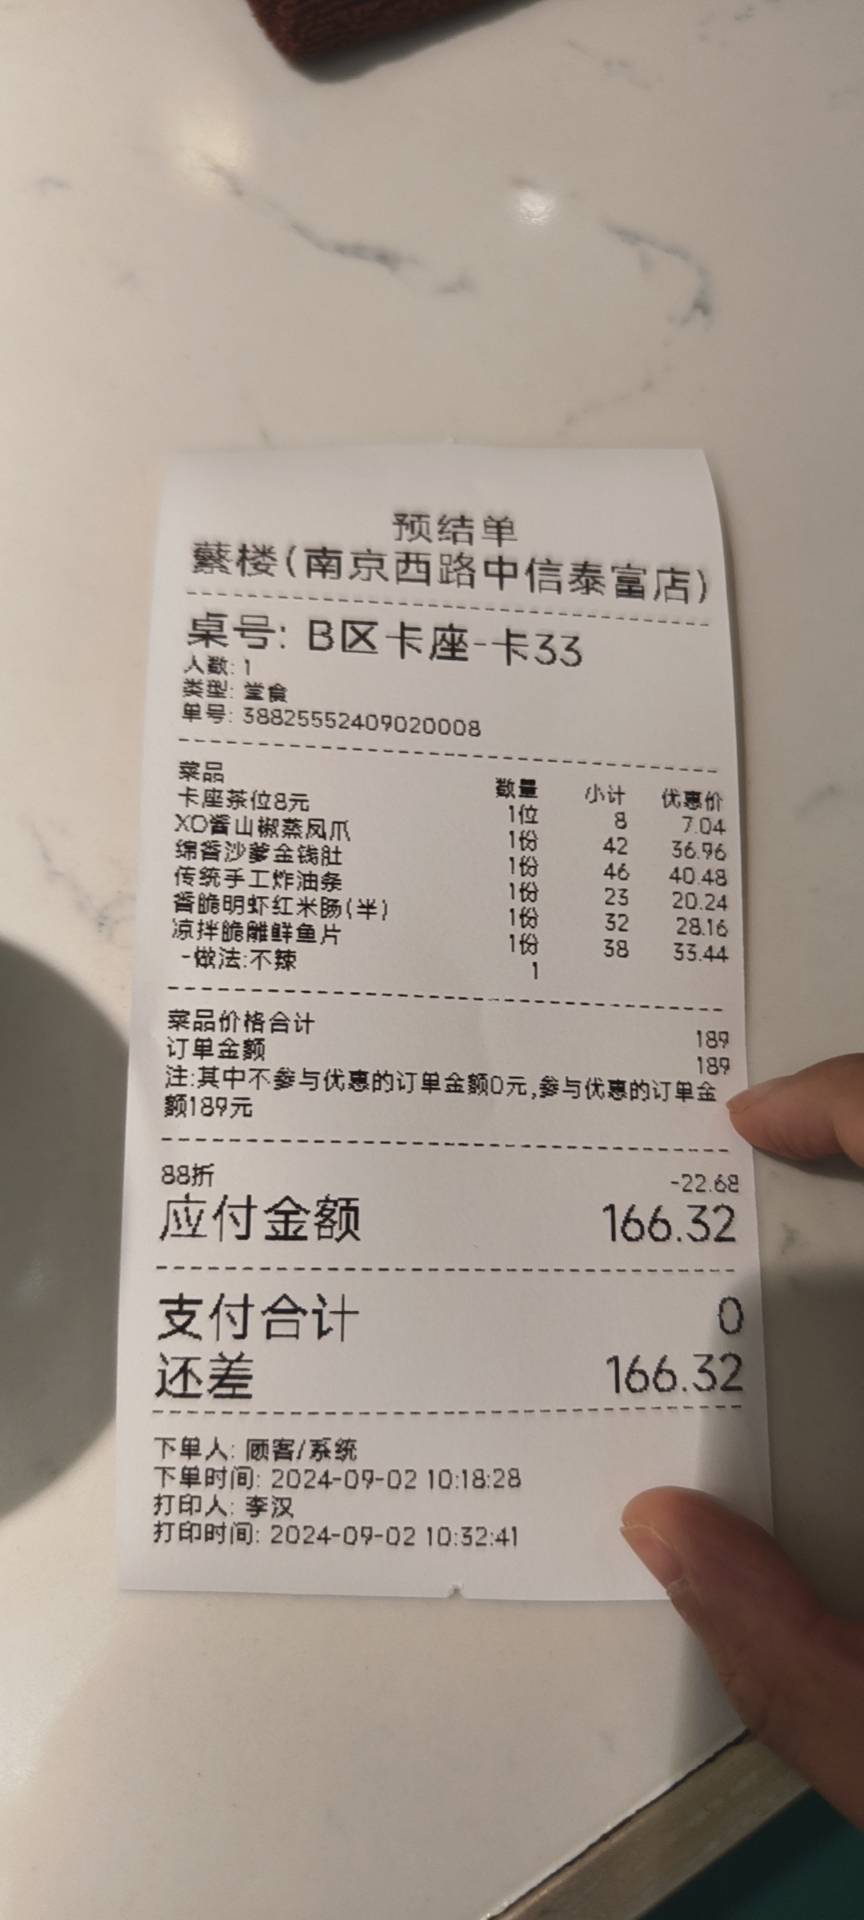 预结单
蘩楼(南京西路中信泰富店)
桌号: B区卡座-卡33
人数: 1
类型: 堂食
单号: 38825552409020008
菜品 数量 小计 优惠价
卡座茶位8元 1位 8 7.04
XO酱山椒蒸凤爪 1份 42 36.96
绵香沙爹金钱肚 1份 46 40.48
传统手工炸油条 1份 23 20.24
香脆明虾红米肠(半) 1份 32 28.16
凉拌脆雕鲜鱼片 1份 38 33.44
-做法:不辣 1
菜品价格合计 189
订单金额 189
注:其中不参与优惠的订单金额0元,参与优惠的订单金
额189元
88折 -22.68
应付金额 166.32
支付合计 0
还差 166.32
下单人: 顾客/系统
下单时间: 2024-09-02 10:18:28
打印人: 李汉
打印时间: 2024-09-02 10:32:41